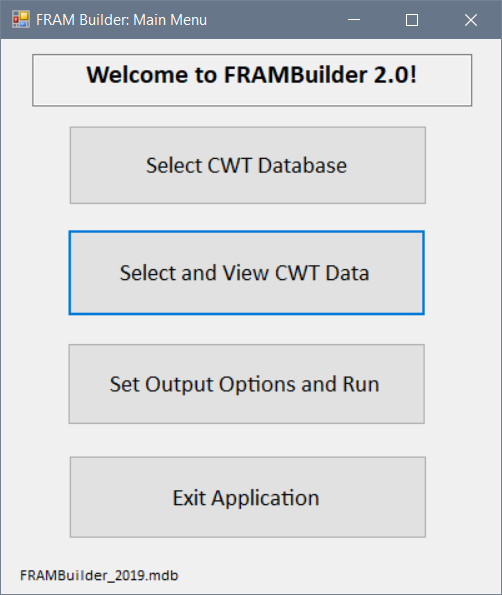 FRAM Builder: Main Menu
Welcome to FRAMBuilder 2.0!
Select CWT Database
Select and View CWT Data
Set Output Options and Run
Exit Application
FRAMBuilder_2019.mdb